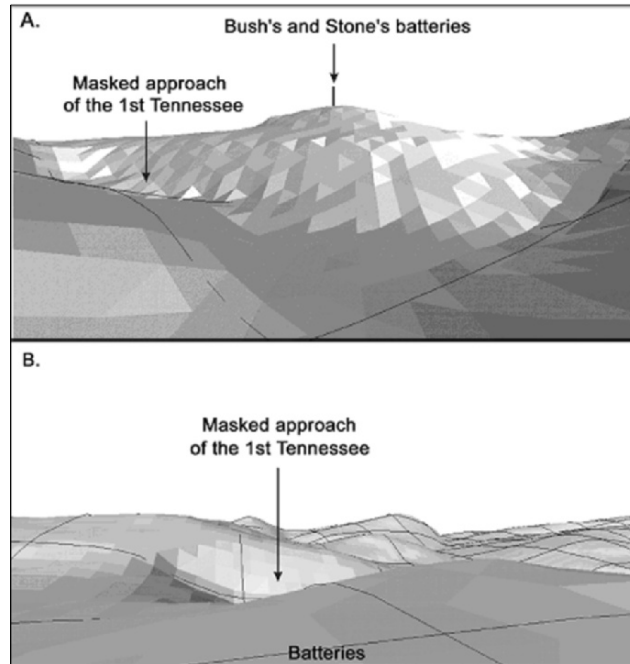 A.
Bush's and Stone's batteries
Masked approach
of the 1st Tennessee
B.
Masked approach
of the 1st Tennessee
Batteries